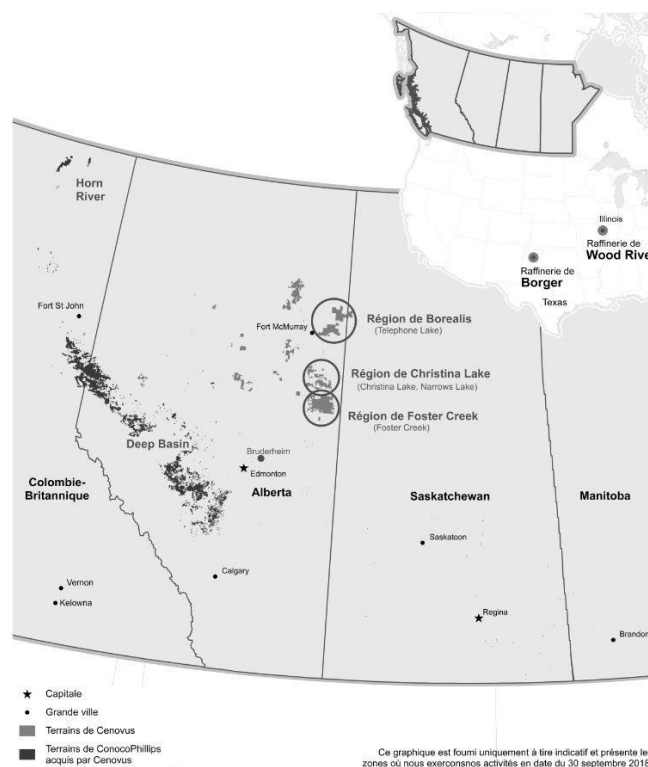 Illinois
Raffinerie de
Wood Rive
Raffinerie de
Borger
Texas
Horn
River
Fort St John
Fort McMurray
Région de Borealis
(Telephone Lake)
Région de Christina Lake
(Christina Lake, Narrows Lake)
Région de Foster Creek
(Foster Creek)
Deep Basin
Bruderheim
Edmonton
Colombie-
Britannique
Alberta
Saskatchewan
Manitoba
Saskatoon
Calgary
Vernon
Kelowna
Regina
Brandon
Capitale
Grande ville
Terrains de Cenovus
Terrains de ConocoPhillips
acquis par Cenovus
Ce graphique est fourni uniquement à tire indicatif et présente le
zones où nous exerconsnos activités en date du 30 septembre 2018